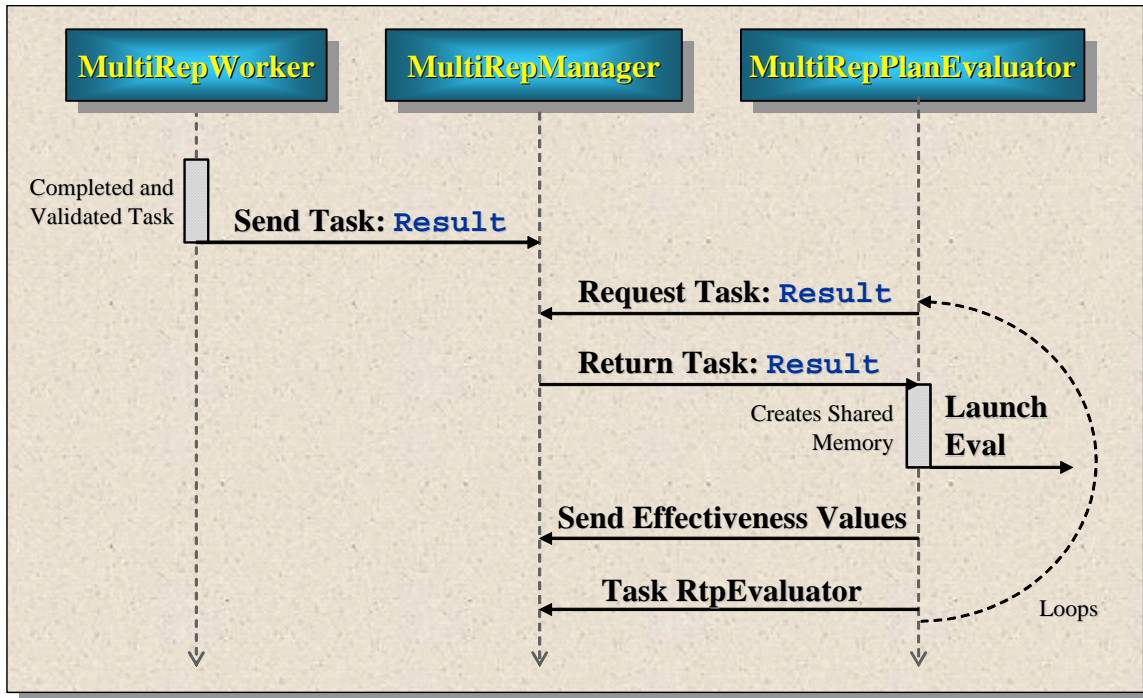 MultiRepWorker
MultiRepManager
MultiRepPlanEvaluator
Completed and
Validated Task
Send Task: Result
Request Task: Result
Return Task: Result
Creates Shared
Memory
Launch
Eval
Send Effectiveness Values
Task RtpEvaluator
Loops